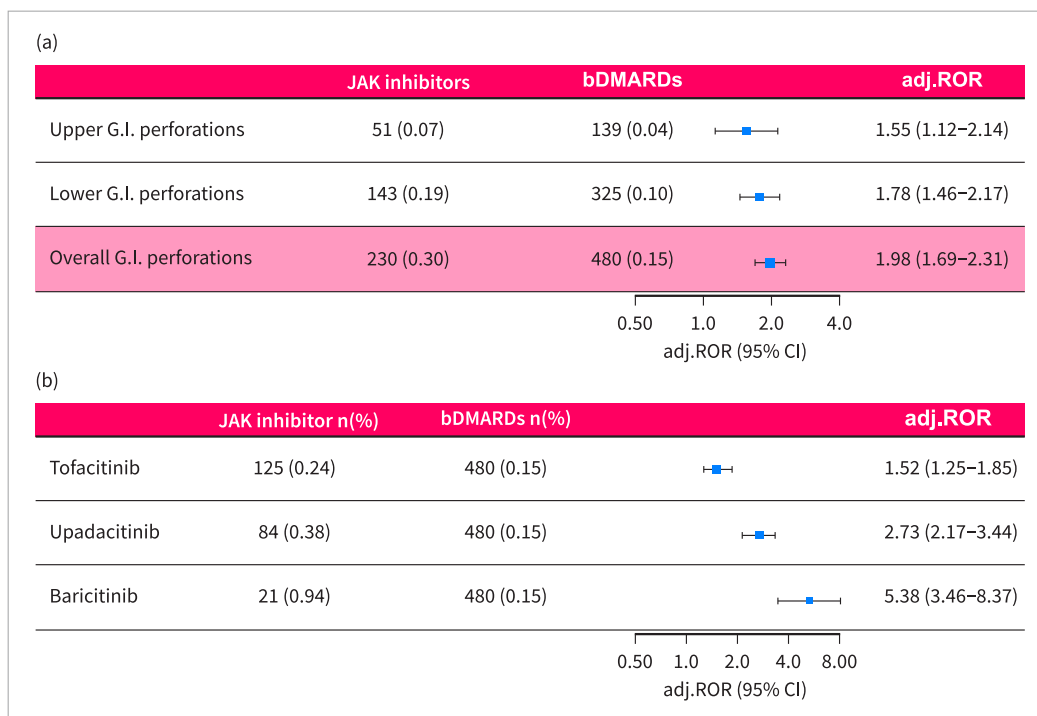 (a)
JAK inhibitors bDMARDs adj.ROR
Upper G.I. perforations 51 (0.07) 139 (0.04) 1.55 (1.12–2.14)
Lower G.I. perforations 143 (0.19) 325 (0.10) 1.78 (1.46–2.17)
Overall G.I. perforations 230 (0.30) 480 (0.15) 1.98 (1.69–2.31)
0.50 1.0 2.0 4.0
adj.ROR (95% CI)
(b)
JAK inhibitor n(%) bDMARDs n(%) adj.ROR
Tofacitinib 125 (0.24) 480 (0.15) 1.52 (1.25–1.85)
Upadacitinib 84 (0.38) 480 (0.15) 2.73 (2.17–3.44)
Baricitinib 21 (0.94) 480 (0.15) 5.38 (3.46–8.37)
0.50 1.0 2.0 4.0 8.00
adj.ROR (95% CI)